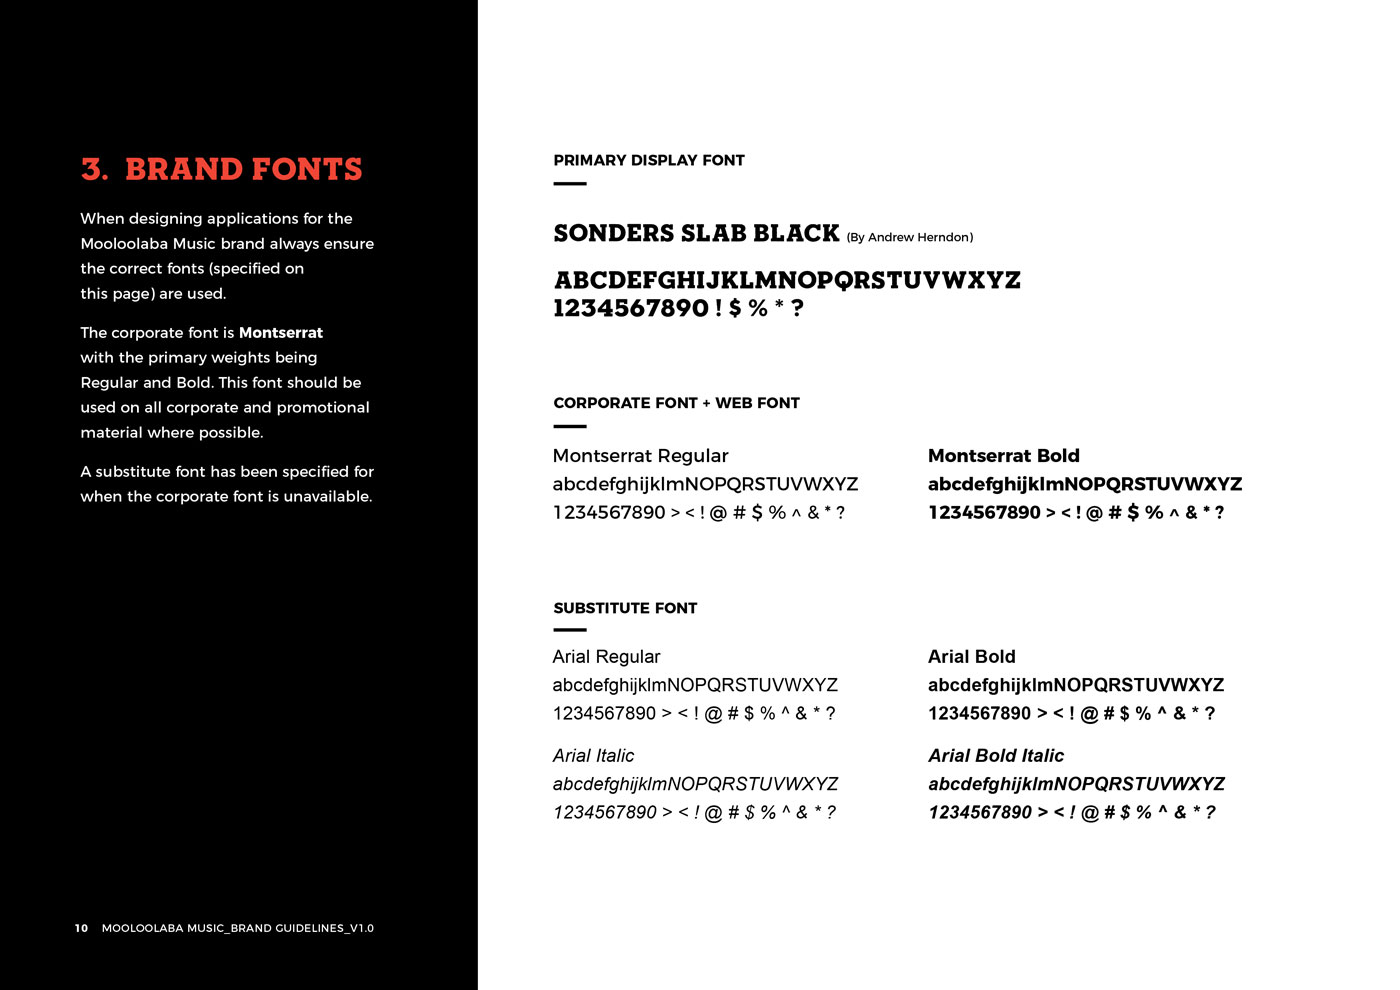 3. BRAND FONTS
When designing applications for the
Mooloolaba Music brand always ensure
the correct fonts (specified on
this page) are used.
The corporate font is Montserrat
with the primary weights being
Regular and Bold. This font should be
used on all corporate and promotional
material where possible.
A substitute font has been specified for
when the corporate font is unavailable.
10 MOOLOOLABA MUSIC_BRAND GUIDELINES_V1.0
PRIMARY DISPLAY FONT
SONDERS SLAB BLACK (By Andrew Herndon)
ABCDEFGHIJKLMNOPQRSTUVWXYZ
1234567890 ! $ % * ?
CORPORATE FONT + WEB FONT
Montserrat Regular
abcdefghijklmNOPQRSTUVWXYZ
1234567890 > < ! @ # $ % ^ & * ?
Montserrat Bold
abcdefghijklmNOPQRSTUVWXYZ
1234567890 > < ! @ # $ % ^ & * ?
SUBSTITUTE FONT
Arial Regular
abcdefghijklmNOPQRSTUVWXYZ
1234567890 > < ! @ # $ % ^ & * ?
Arial Bold
abcdefghijklmNOPQRSTUVWXYZ
1234567890 > < ! @ # $ % ^ & * ?
Arial Italic
abcdefghijklmNOPQRSTUVWXYZ
1234567890 > < ! @ # $ % ^ & * ?
Arial Bold Italic
abcdefghijklmNOPQRSTUVWXYZ
1234567890 > < ! @ # $ % ^ & * ?